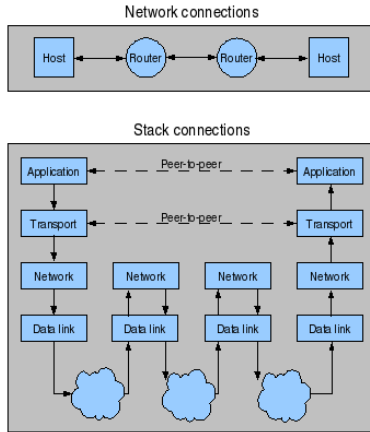 Network connections
Host Router Router Host
Stack connections
Application Peer-to-peer Application
Transport Peer-to-peer Transport
Network Network Network Network
Data link Data link Data link Data link